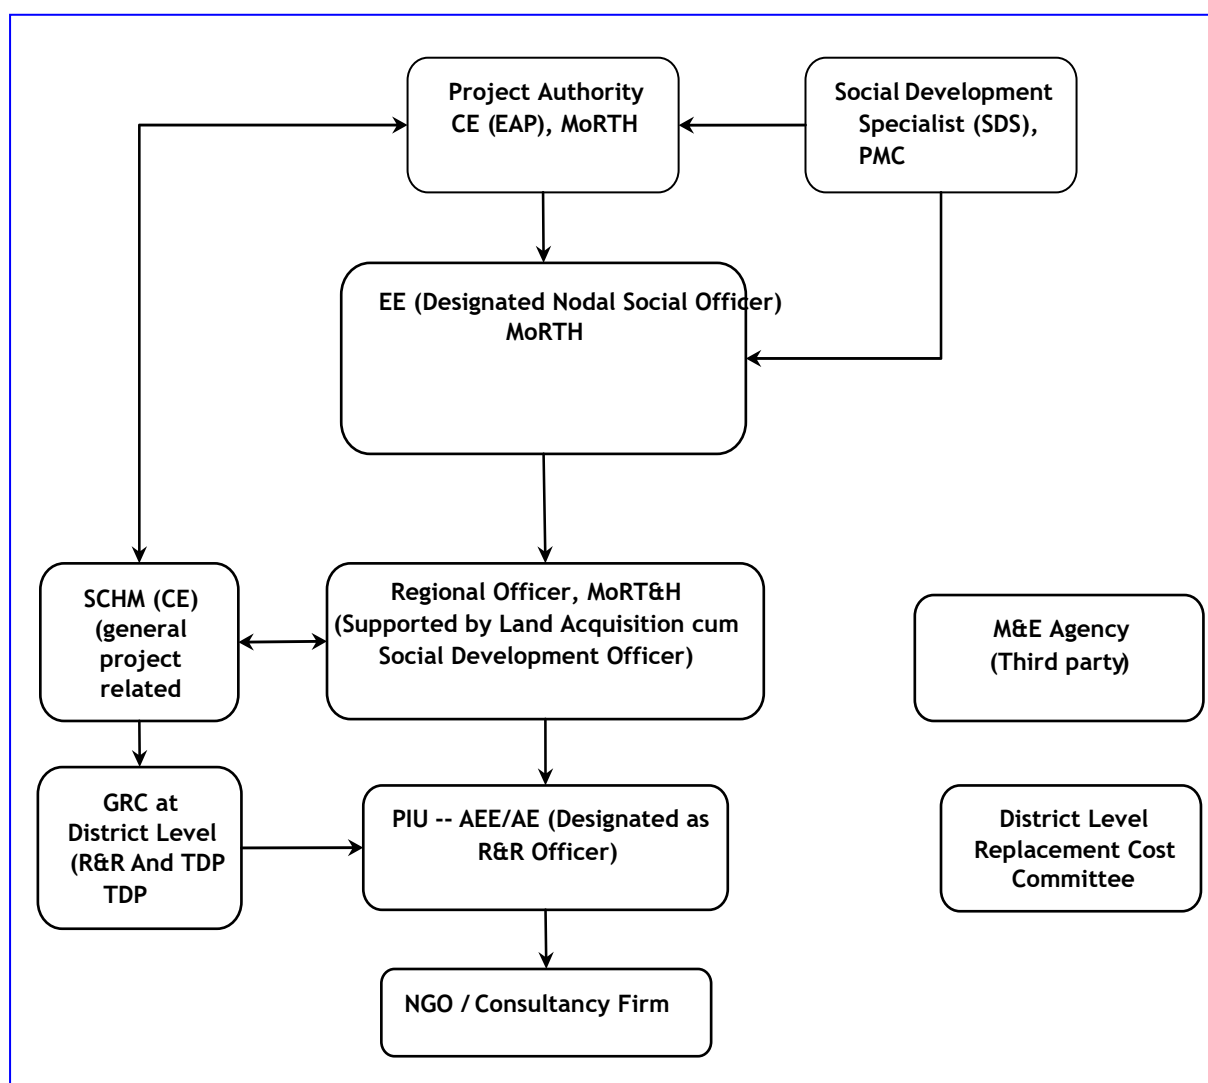 Project Authority
CE (EAP), MoRTH
Social Development
Specialist (SDS),
PMC
EE (Designated Nodal Social Officer)
MoRTH
SCHM (CE)
(general
project
related
Regional Officer, MoRT&H
(Supported by Land Acquisition cum
Social Development Officer)
M&E Agency
(Third party)
GRC at
District Level
(R&R And TDP
TDP
PIU -- AEE/AE (Designated as
R&R Officer)
District Level
Replacement Cost
Committee
NGO / Consultancy Firm